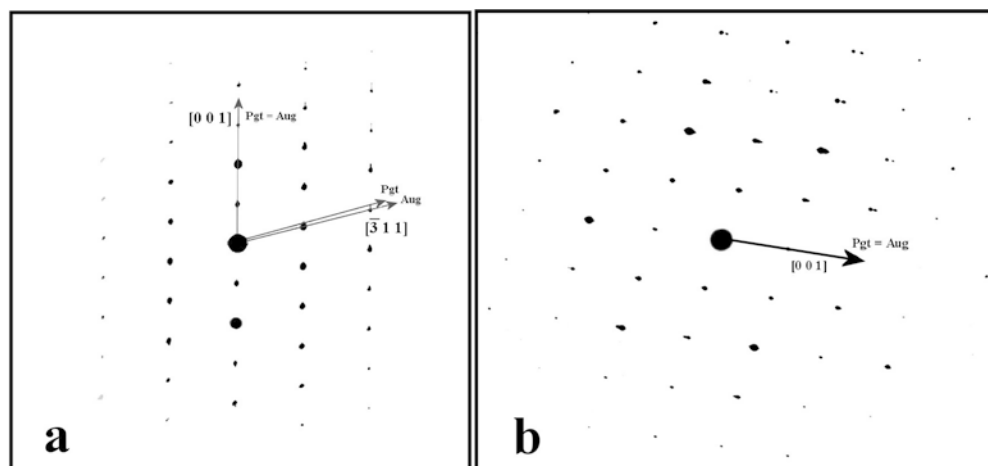 [0 0 1]
Pgt = Aug
Pgt
Aug
[3̅ 1 1]
a
Pgt = Aug
[0 0 1]
b